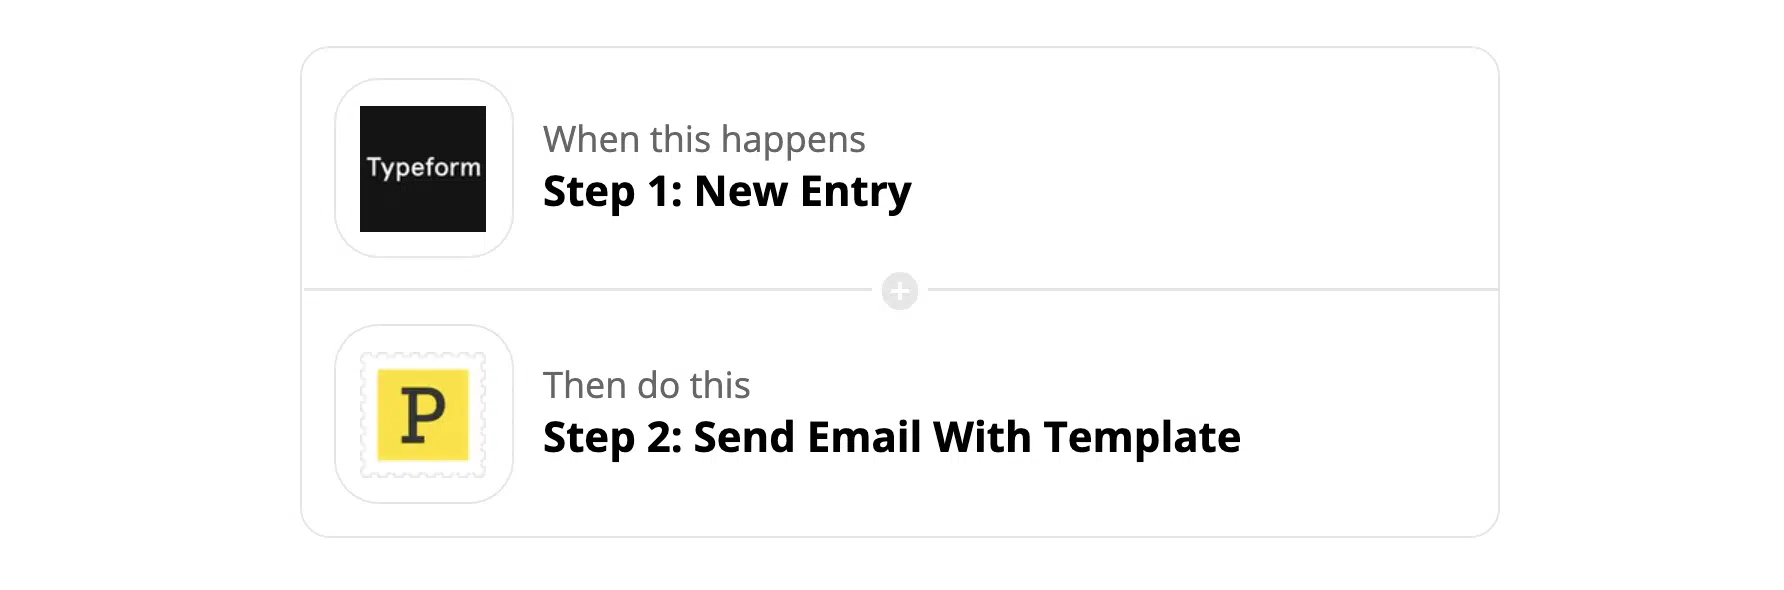 Typeform
When this happens
Step 1: New Entry
P
Then do this
Step 2: Send Email With Template